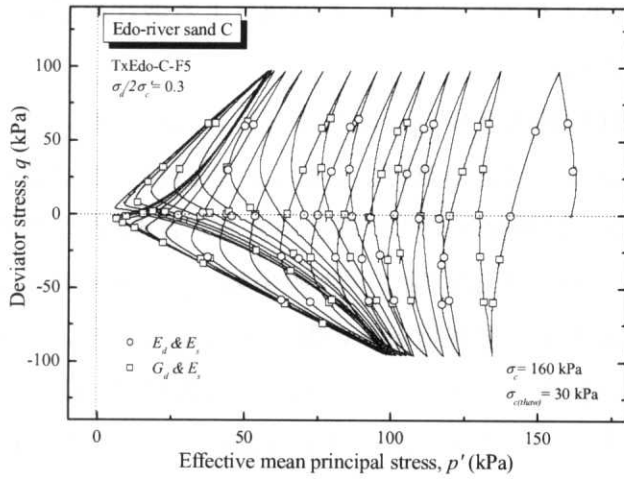 Edo-river sand C
TxEdo-C-F5
σd/2σc'= 0.3
100
50
0
-50
-100
Deviator stress, q (kPa)
Ed & Es
Gd & Es
σc= 160 kPa
σc(thaw)= 30 kPa
0 50 100 150
Effective mean principal stress, p' (kPa)